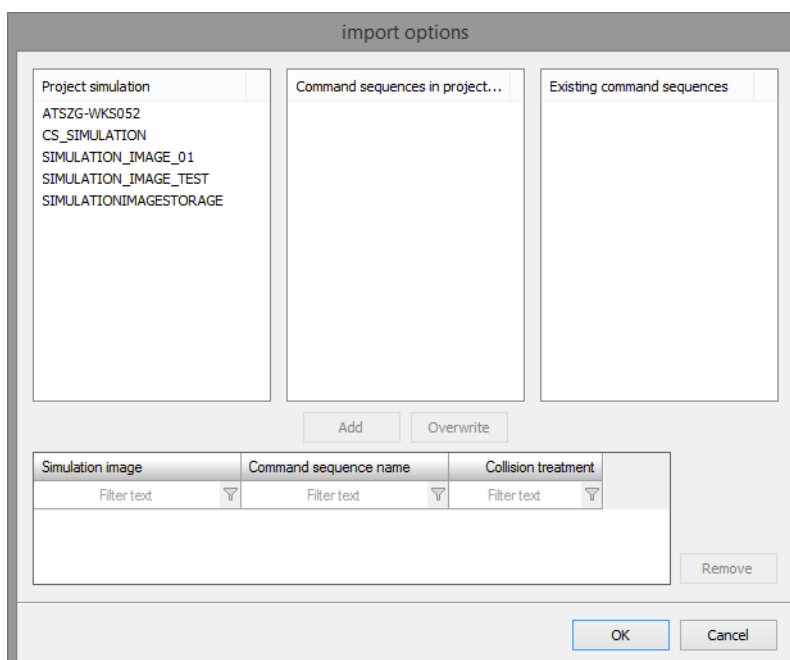 import options
Project simulation
Command sequences in project...
Existing command sequences
ATSZG-WKS052
CS_SIMULATION
SIMULATION_IMAGE_01
SIMULATION_IMAGE_TEST
SIMULATIONIMAGESTORAGE
Add
Overwrite
Simulation image
Command sequence name
Collision treatment
Filter text
Filter text
Filter text
Remove
OK
Cancel